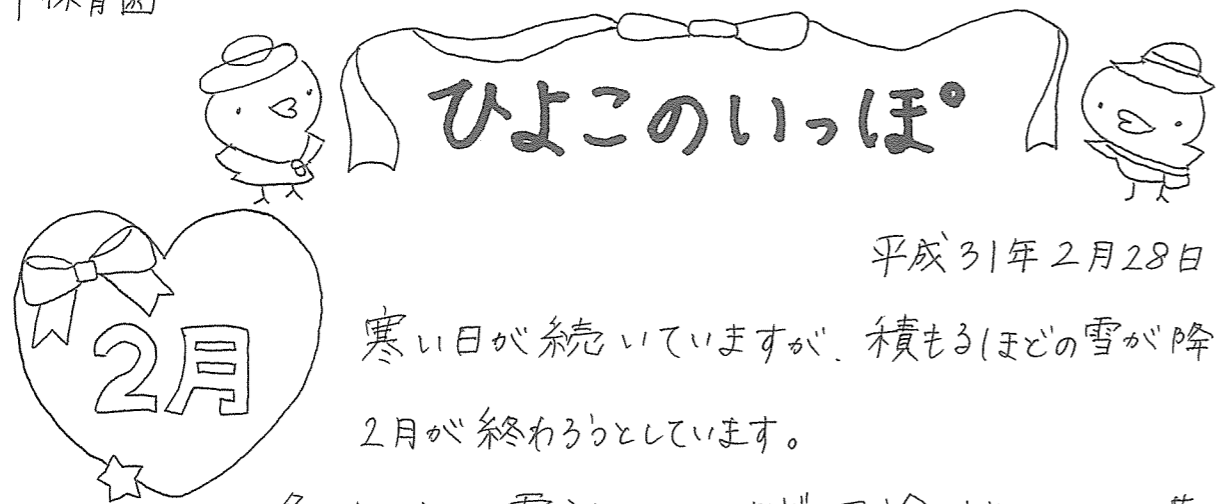 保育園
ひよこのいっぽ
平成31年2月28日
2月
寒い日が続いていますが、積もるほどの雪が降
2月が終わろうとしています。